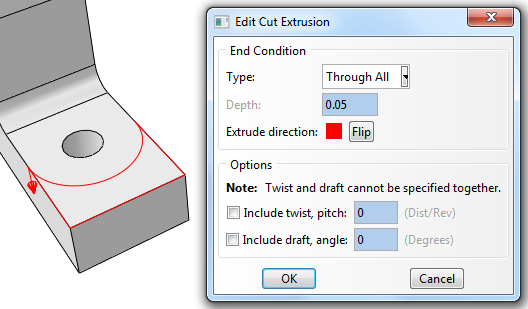 Edit Cut Extrusion
End Condition
Type: Through All
Depth: 0.05
Extrude direction: Flip
Options
Note: Twist and draft cannot be specified together.
Include twist, pitch: 0 (Dist/Rev)
Include draft, angle: 0 (Degrees)
OK Cancel